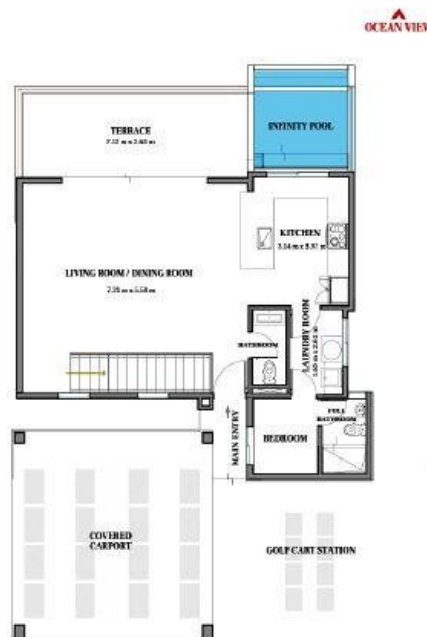 OCEAN VIEW
TERRACE
INFINITY POOL
KITCHEN
LIVING ROOM / DINING ROOM
LAUNDRY ROOM
BATHROOM
FULL
BATHROOM
BEDROOM
MAIN ENTRY
COVERED
CARPORT
GOLF CART STATION